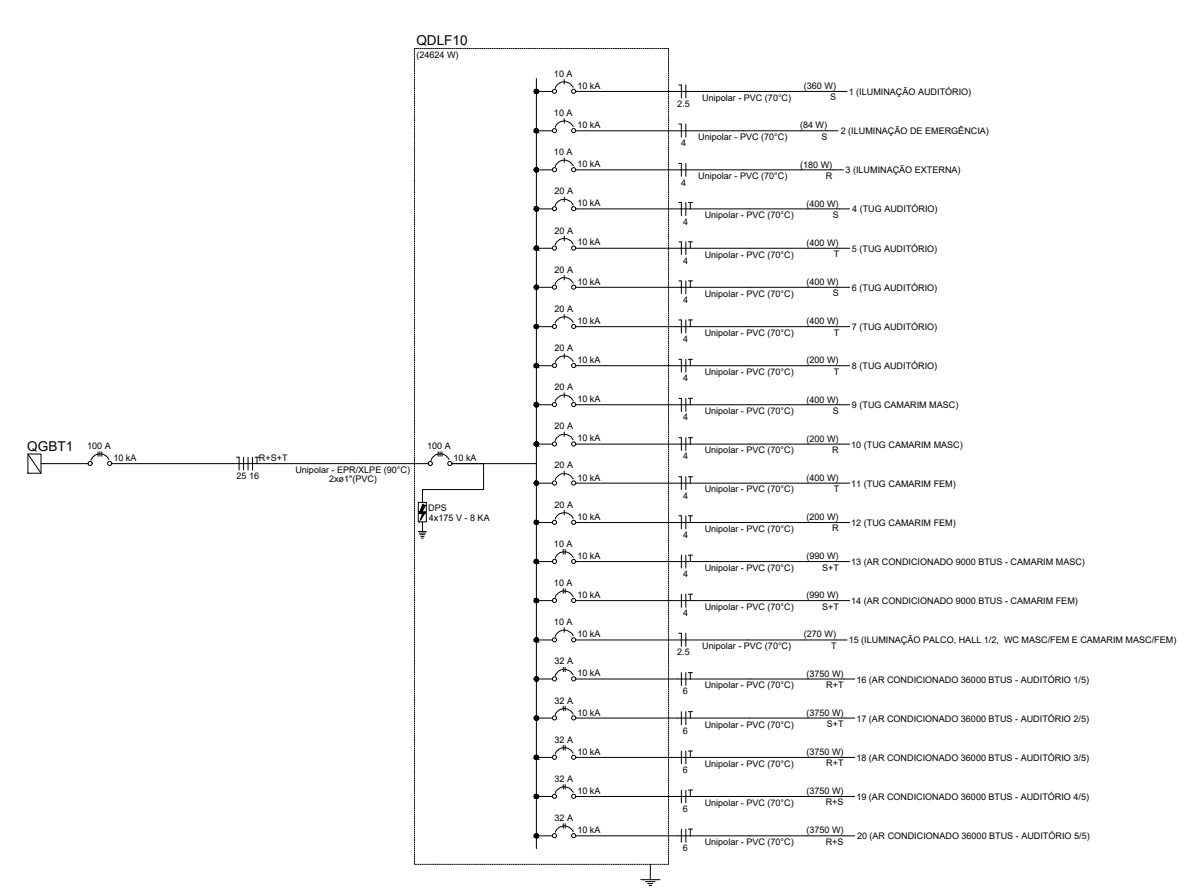 QDLF10
(24624 W)
10 A
10 kA
2.5
Unipolar - PVC (70°C)
(360 W)
S
1 (ILUMINAÇÃO AUDITÓRIO)
10 A
10 kA
4
Unipolar - PVC (70°C)
(84 W)
S
2 (ILUMINAÇÃO DE EMERGÊNCIA)
10 A
10 kA
4
Unipolar - PVC (70°C)
(180 W)
R
3 (ILUMINAÇÃO EXTERNA)
20 A
10 kA
4
Unipolar - PVC (70°C)
(400 W)
S
4 (TUG AUDITÓRIO)
20 A
10 kA
4
Unipolar - PVC (70°C)
(400 W)
T
5 (TUG AUDITÓRIO)
20 A
10 kA
4
Unipolar - PVC (70°C)
(400 W)
S
6 (TUG AUDITÓRIO)
20 A
10 kA
4
Unipolar - PVC (70°C)
(400 W)
T
7 (TUG AUDITÓRIO)
20 A
10 kA
4
Unipolar - PVC (70°C)
(200 W)
T
8 (TUG AUDITÓRIO)
20 A
10 kA
4
Unipolar - PVC (70°C)
(400 W)
S
9 (TUG CAMARIM MASC)
20 A
10 kA
4
Unipolar - PVC (70°C)
(200 W)
R
10 (TUG CAMARIM MASC)
QGBT1
100 A
10 kA
R+S+T
25 16
Unipolar - EPR/XLPE (90°C)
2xø1"(PVC)
100 A
10 kA
DPS
4x175 V - 8 KA
20 A
10 kA
4
Unipolar - PVC (70°C)
(400 W)
T
11 (TUG CAMARIM FEM)
20 A
10 kA
4
Unipolar - PVC (70°C)
(200 W)
R
12 (TUG CAMARIM FEM)
10 A
10 kA
4
Unipolar - PVC (70°C)
(990 W)
S+T
13 (AR CONDICIONADO 9000 BTUS - CAMARIM MASC)
10 A
10 kA
4
Unipolar - PVC (70°C)
(990 W)
S+T
14 (AR CONDICIONADO 9000 BTUS - CAMARIM FEM)
10 A
10 kA
2.5
Unipolar - PVC (70°C)
(270 W)
T
15 (ILUMINAÇÃO PALCO, HALL 1/2, WC MASC/FEM E CAMARIM MASC/FEM)
32 A
10 kA
6
Unipolar - PVC (70°C)
(3750 W)
R+T
16 (AR CONDICIONADO 36000 BTUS - AUDITÓRIO 1/5)
32 A
10 kA
6
Unipolar - PVC (70°C)
(3750 W)
S+T
17 (AR CONDICIONADO 36000 BTUS - AUDITÓRIO 2/5)
32 A
10 kA
6
Unipolar - PVC (70°C)
(3750 W)
R+T
18 (AR CONDICIONADO 36000 BTUS - AUDITÓRIO 3/5)
32 A
10 kA
6
Unipolar - PVC (70°C)
(3750 W)
R+S
19 (AR CONDICIONADO 36000 BTUS - AUDITÓRIO 4/5)
32 A
10 kA
6
Unipolar - PVC (70°C)
(3750 W)
R+S
20 (AR CONDICIONADO 36000 BTUS - AUDITÓRIO 5/5)